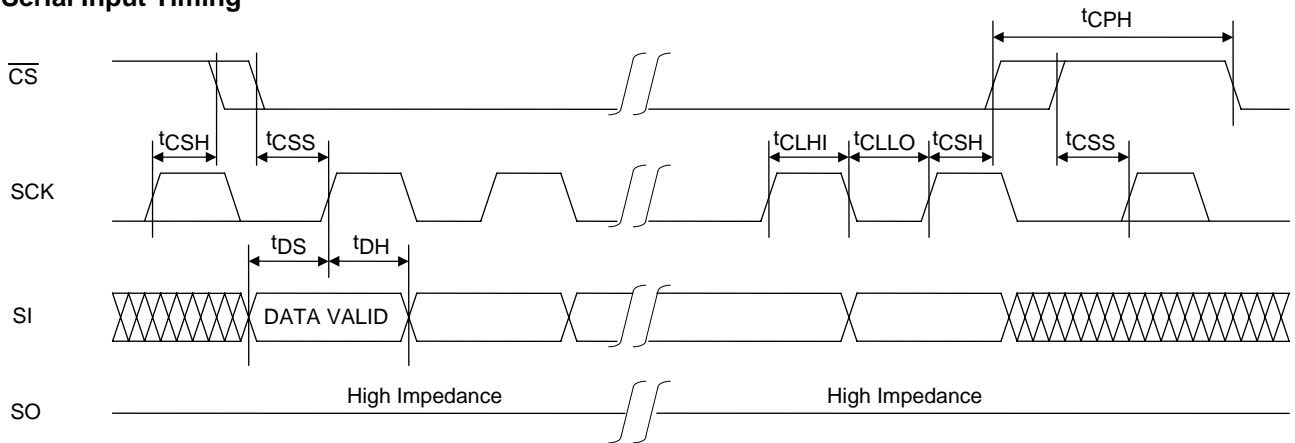 Serial Input Timing
tCPH
CS
tCSH
tCSS
tCLHI
tCLLO
tCSH
tCSS
SCK
tDS
tDH
SI
DATA VALID
High Impedance
High Impedance
SO